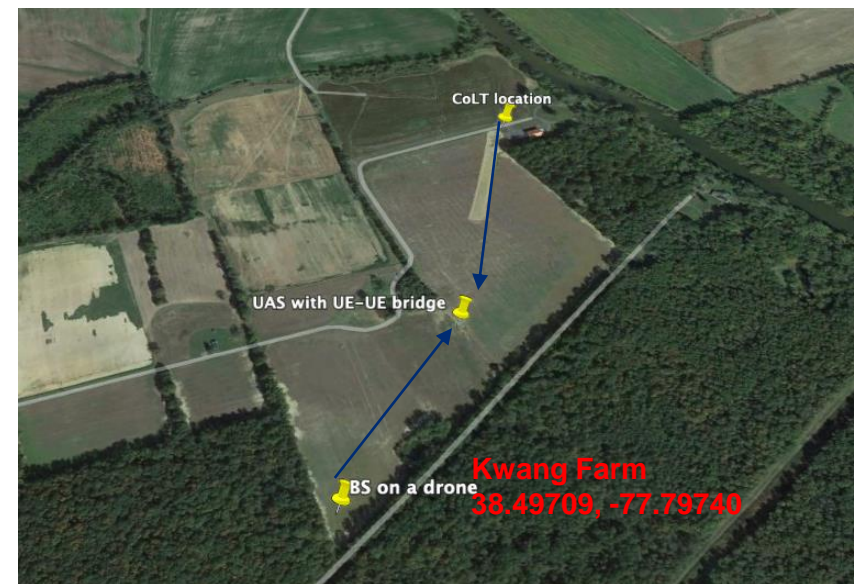 CoLT location
UAS with UE-UE bridge
BS on a drone
Kwang Farm
38.49709, -77.79740